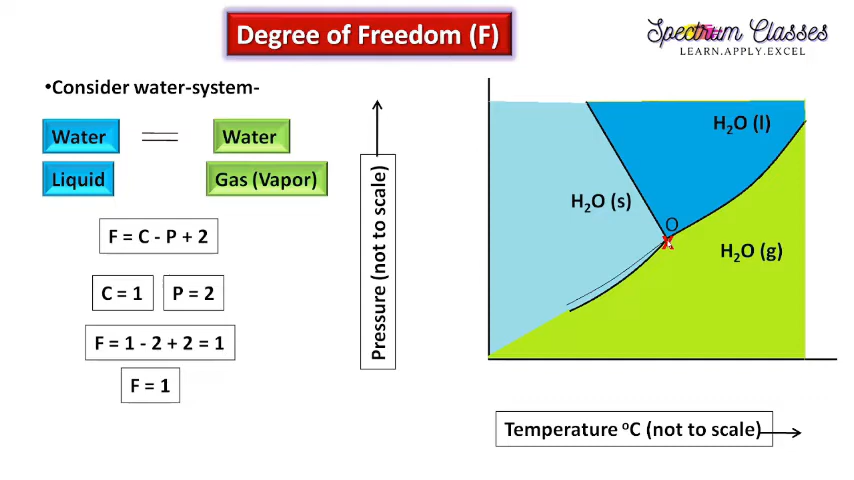 Degree of Freedom (F)
Spectrum Classes
LEARN.APPLY.EXCEL
•Consider water-system-
Water
Water
Liquid
Gas (Vapor)
F = C - P + 2
C = 1
P = 2
F = 1 - 2 + 2 = 1
F = 1
Pressure (not to scale)
H₂O (l)
H₂O (s)
O
X
H₂O (g)
Temperature ᵒC (not to scale)